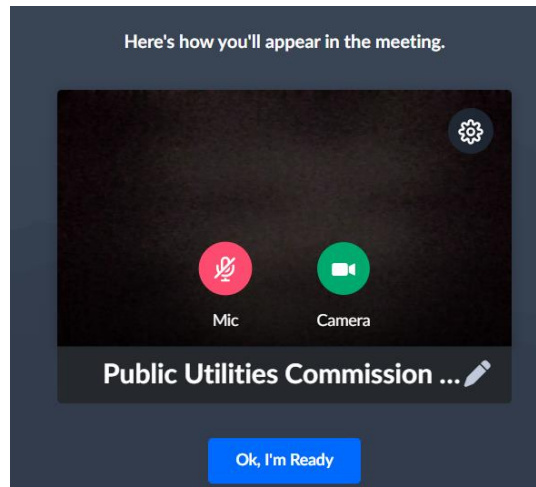 Here's how you'll appear in the meeting.
Mic
Camera
Public Utilities Commission ...
Ok, I'm Ready